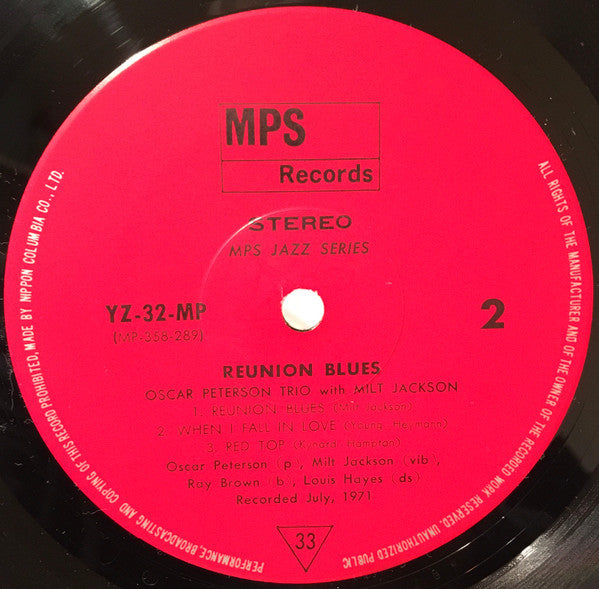 MPS
Records
STEREO
MPS JAZZ SERIES
YZ-32-MP
(MP-358-289)
2
REUNION BLUES
OSCAR PETERSON TRIO with MILT JACKSON
1. REUNION BLUES (Milt Jackson)
2. WHEN I FALL IN LOVE (Young, Heymann)
3. RED TOP (Kynard, Hampton)
Oscar Peterson (p), Milt Jackson (vib),
Ray Brown (b), Louis Hayes (ds)
Recorded July, 1971
33
ALL RIGHTS OF THE MANUFACTURER AND OF THE OWNER OF THE RECORDED WORK RESERVED. UNAUTHORIZED PUBLIC
PERFORMANCE, BROADCASTING AND COPYING OF THIS RECORD PROHIBITED, MADE BY NIPPON COLUMBIA CO., LTD.